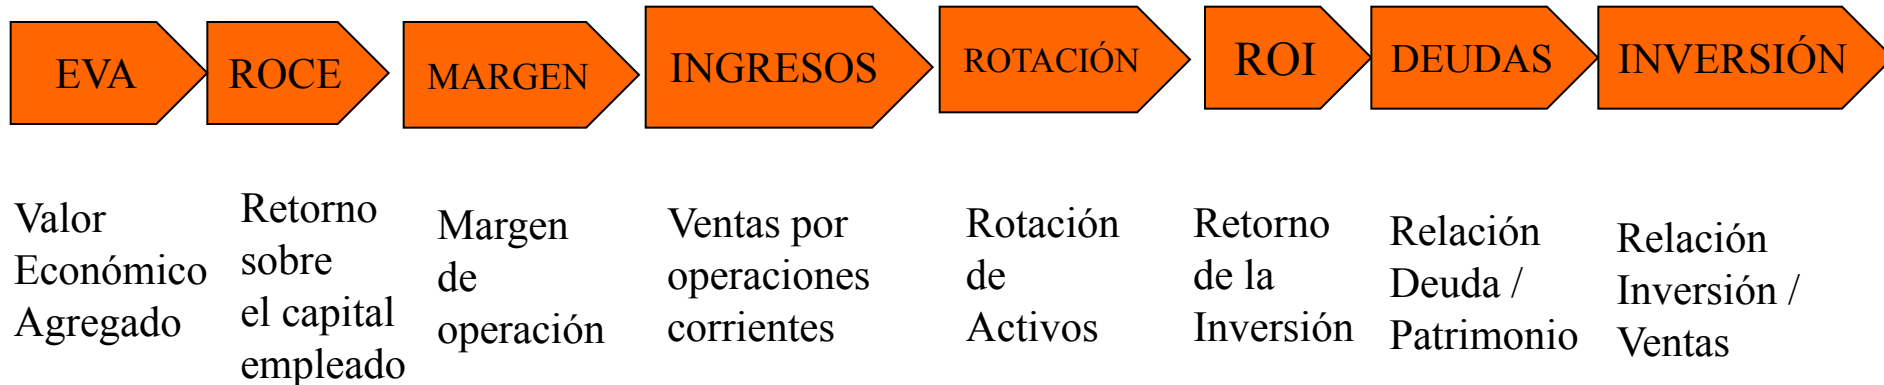 EVA
ROCE
MARGEN
INGRESOS
ROTACIÓN
ROI
DEUDAS
INVERSIÓN
Valor
Económico
Agregado
Retorno
sobre
el capital
empleado
Margen
de
operación
Ventas por
operaciones
corrientes
Rotación
de
Activos
Retorno
de la
Inversión
Relación
Deuda /
Patrimonio
Relación
Inversión /
Ventas